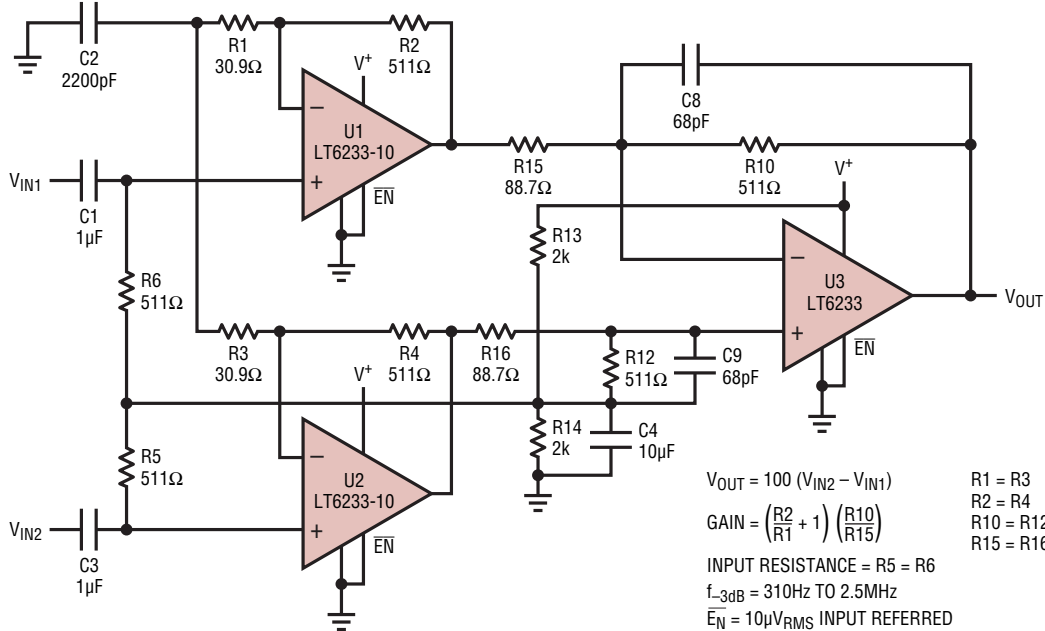 C2
2200pF
R1
30.9Ω
R2
511Ω
V+
–
+
U1
LT6233-10
EN
VIN1
C1
1µF
R15
88.7Ω
C8
68pF
R10
511Ω
V+
R13
2k
–
+
U3
LT6233
EN
VOUT
R6
511Ω
R3
30.9Ω
R4
511Ω
R16
88.7Ω
R12
511Ω
C9
68pF
V+
R5
511Ω
–
+
U2
LT6233-10
EN
R14
2k
C4
10µF
VIN2
C3
1µF
VOUT = 100 (VIN2 – VIN1)
GAIN = (R2/R1 + 1) (R10/R15)
INPUT RESISTANCE = R5 = R6
f–3dB = 310Hz TO 2.5MHz
EN = 10µVRMS INPUT REFERRED
R1 = R3
R2 = R4
R10 = R12
R15 = R16